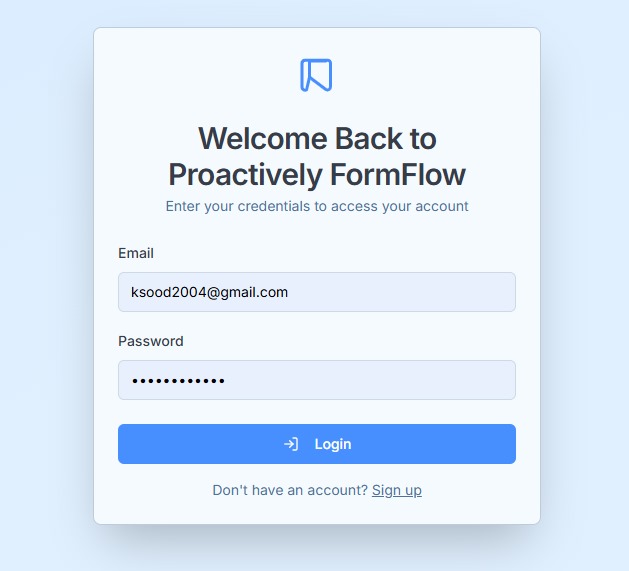 Welcome Back to
Proactively FormFlow
Enter your credentials to access your account
Email
ksood2004@gmail.com
Password
••••••••••••
Login
Don't have an account? Sign up